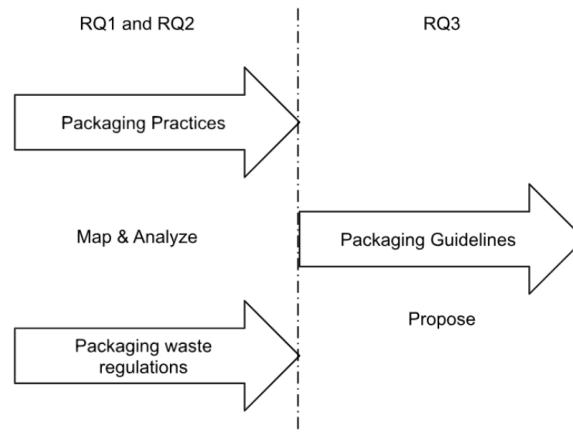 RQ1 and RQ2
RQ3
Packaging Practices
Map & Analyze
Packaging Guidelines
Propose
Packaging waste
regulations